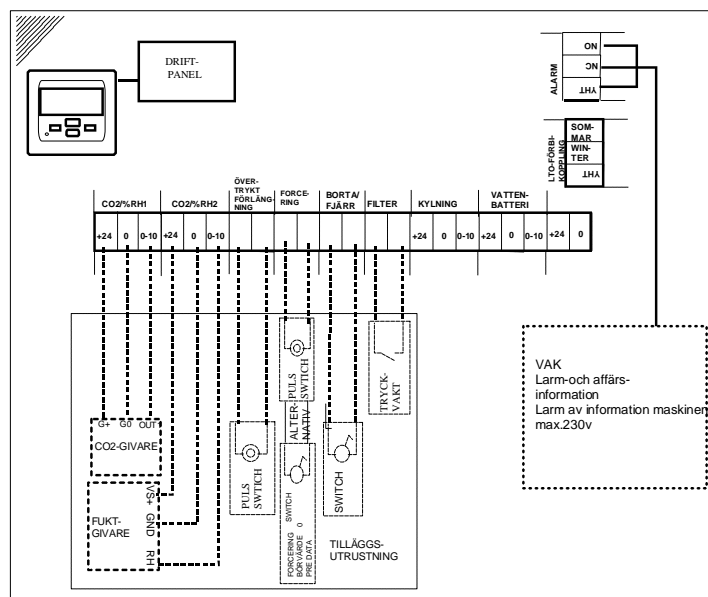 DRIFT-
PANEL
ALARM
NO
NC
YHT
LTO-FÖRBI-
KOPPLING
SOM-
MAR
WIN-
TER
YHT
CO2/%RH1
CO2/%RH2
ÖVER-
TRYKT
FÖRLÄNG-
NING
FORCE-
RING
BORTA/
FJÄRR
FILTER
KYLNING
VATTEN-
BATTERI
+24 0 0-10 +24 0 0-10 +24 0 0-10 +24 0 0-10 +24 0
G+ G0 OUT
CO2-GIVARE
VS+
GND
RH
FUKT-
GIVARE
PULS
SWTICH
PULS
SWTICH
ALTER-
NATIV
SWITCH
FORCERING
BÖRVÄRDE 0
PRE DATA
SWITCH
TRYCK-
VAKT
TILLÄGGS-
UTRUSTNING
VAK
Larm-och affärs-
information
Larm av information maskinen
max.230v